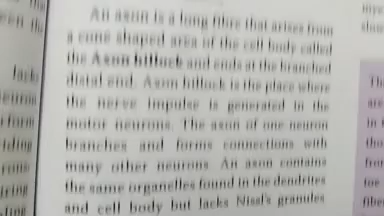 An axon is a long fibre that arises from
a cone shaped area of the cell body called
the Axon hillock and ends at the branched
distal end. Axon hillock is the place where
the nerve impulse is generated in the
motor neurons. The axon of one neuron
branches and forms connections with
many other neurons. An axon contains
the same organelles found in the dendrites
and cell body but lacks Nissl's granules